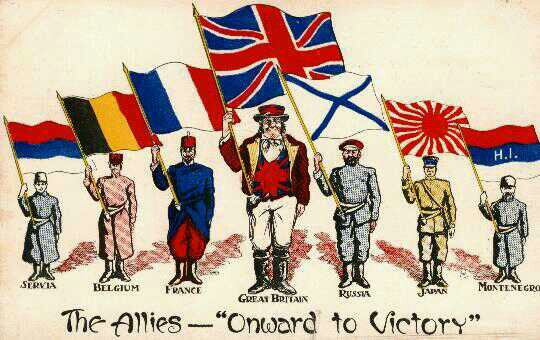 H.I.
SERVIA BELGIUM FRANCE GREAT BRITAIN RUSSIA JAPAN MONTENEGRO
The Allies — "Onward to Victory"